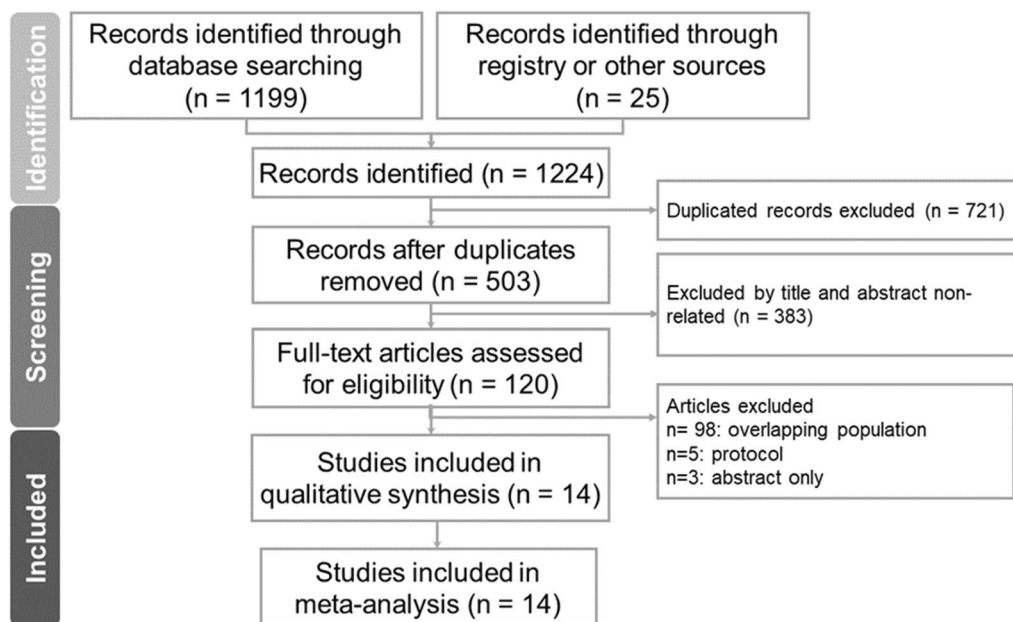 Identification
Records identified through
database searching
(n = 1199)
Records identified through
registry or other sources
(n = 25)
Records identified (n = 1224)
Duplicated records excluded (n = 721)
Screening
Records after duplicates
removed (n = 503)
Excluded by title and abstract non-
related (n = 383)
Full-text articles assessed
for eligibility (n = 120)
Articles excluded
n= 98: overlapping population
n=5: protocol
n=3: abstract only
Included
Studies included in
qualitative synthesis (n = 14)
Studies included in
meta-analysis (n = 14)